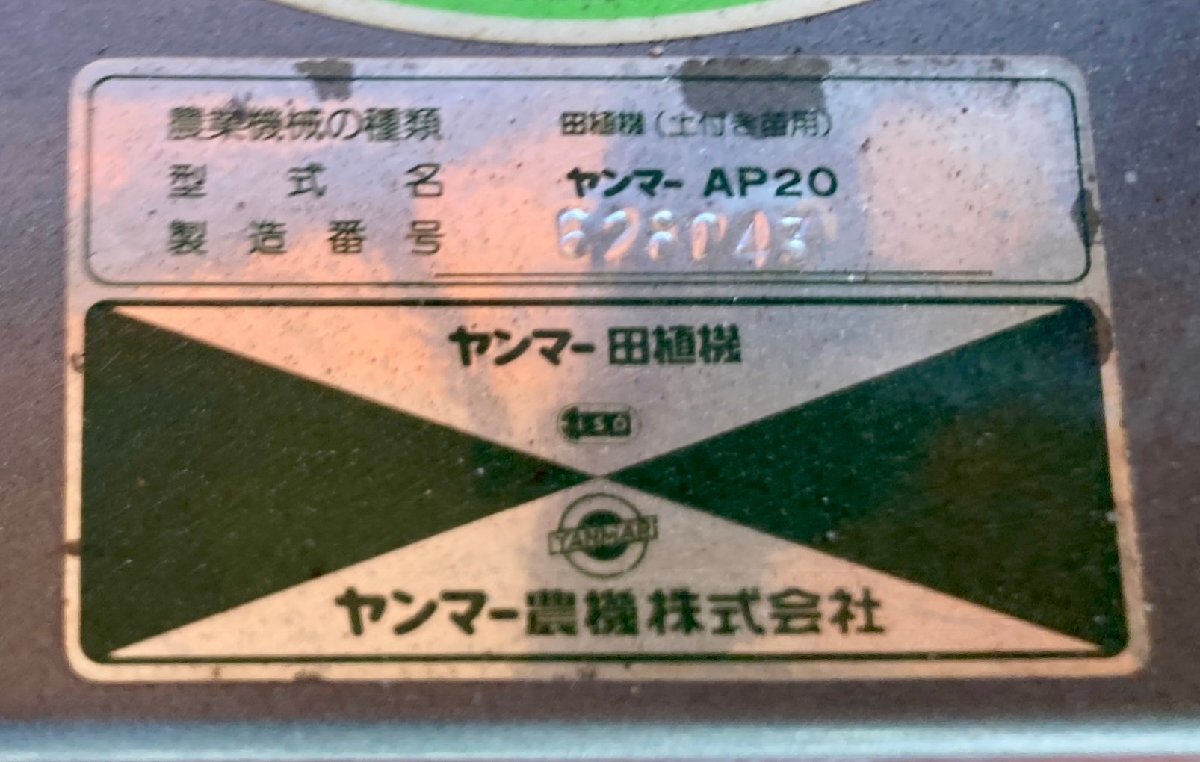 農業機械の種類 田植機(土付き苗用)
型式名 ヤンマー AP20
製造番号
ヤンマー田植機
YANMAR
ヤンマー農機株式会社